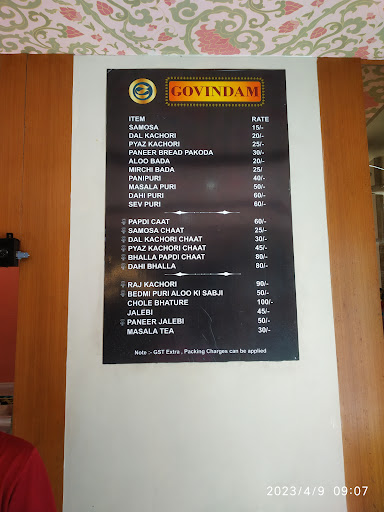 GOVINDAM
ITEM RATE
SAMOSA 15/-
DAL KACHORI 20/-
PYAZ KACHORI 25/-
PANEER BREAD PAKODA 30/-
ALOO BADA 20/-
MIRCHI BADA 25/
PANIPURI 40/-
MASALA PURI 50/-
DAHI PURI 60/-
SEV PURI 60/-
PAPDI CAAT 60/-
SAMOSA CHAAT 25/-
DAL KACHORI CHAAT 30/-
PYAZ KACHORI CHAAT 45/-
BHALLA PAPDI CHAAT 80/-
DAHI BHALLA 80/-
RAJ KACHORI 90/-
BEDMI PURI ALOO KI SABJI 50/-
CHOLE BHATURE 100/-
JALEBI 45/-
PANEER JALEBI 50/-
MASALA TEA 30/-
Note :- GST Extra , Packing Charges can be applied
2023/4/9 09:07